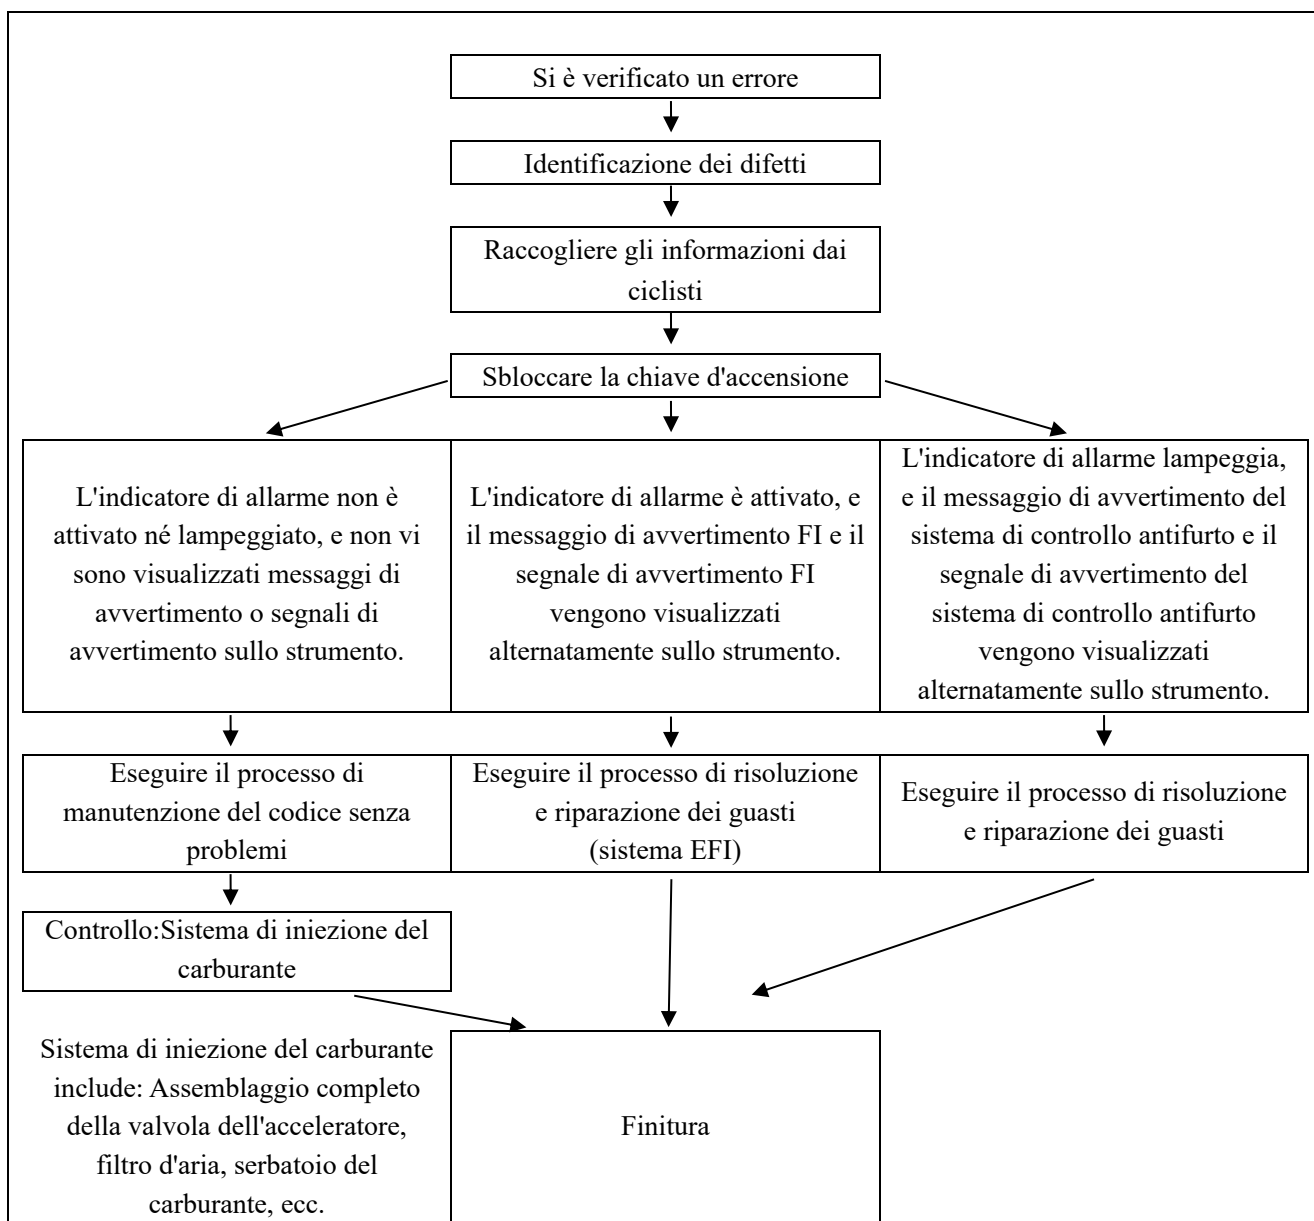 Si è verificato un errore
Identificazione dei difetti
Raccogliere gli informazioni dai
ciclisti
Sbloccare la chiave d'accensione
L'indicatore di allarme non è
attivato né lampeggiato, e non vi
sono visualizzati messaggi di
avvertimento o segnali di
avvertimento sullo strumento.
L'indicatore di allarme è attivato, e
il messaggio di avvertimento FI e il
segnale di avvertimento FI
vengono visualizzati
alternatamente sullo strumento.
L'indicatore di allarme lampeggia,
e il messaggio di avvertimento del
sistema di controllo antifurto e il
segnale di avvertimento del
sistema di controllo antifurto
vengono visualizzati
alternatamente sullo strumento.
Eseguire il processo di
manutenzione del codice senza
problemi
Eseguire il processo di risoluzione
e riparazione dei guasti
(sistema EFI)
Eseguire il processo di risoluzione
e riparazione dei guasti
Controllo:Sistema di iniezione del
carburante
Sistema di iniezione del carburante
include: Assemblaggio completo
della valvola dell'acceleratore,
filtro d'aria, serbatoio del
carburante, ecc.
Finitura